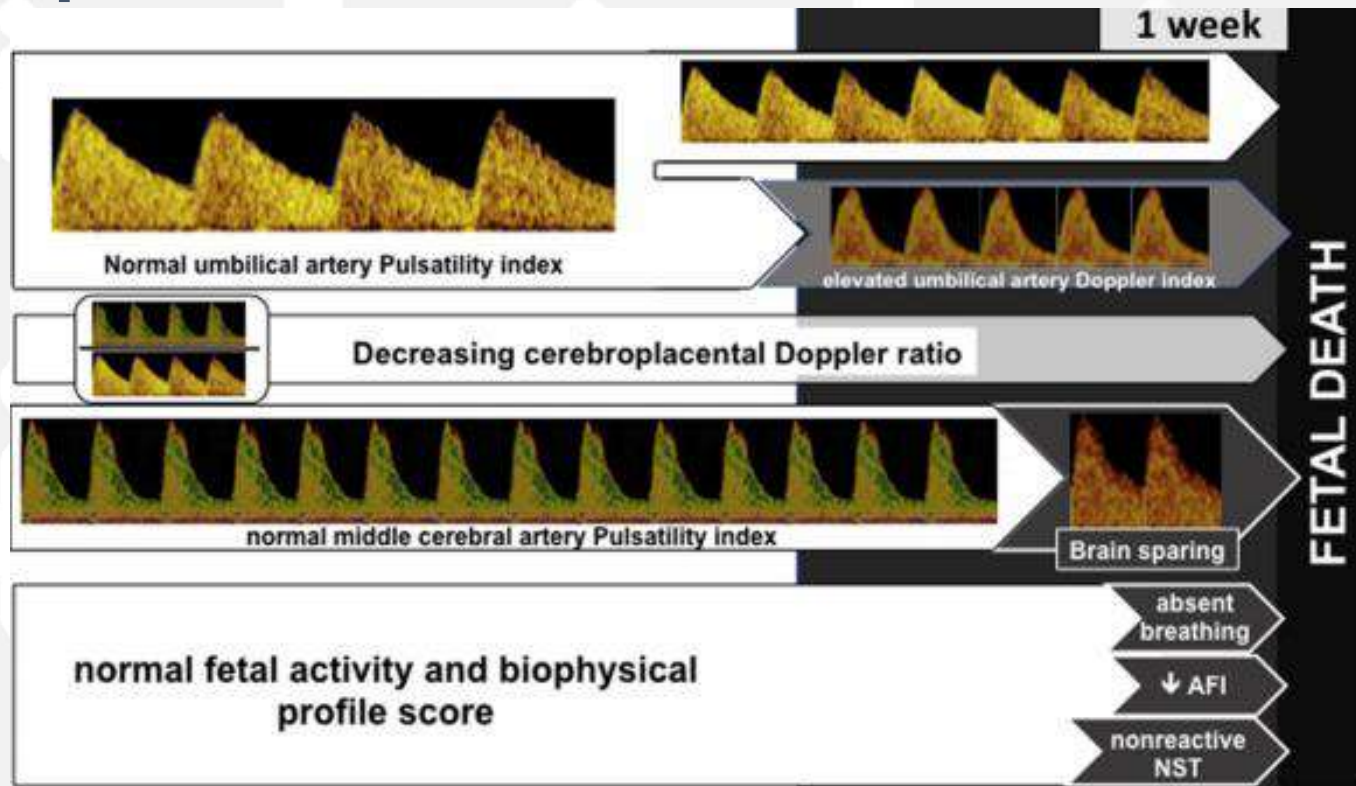 1 week
Normal umbilical artery Pulsatility index
elevated umbilical artery Doppler index
Decreasing cerebroplacental Doppler ratio
normal middle cerebral artery Pulsatility index
Brain sparing
normal fetal activity and biophysical
profile score
absent
breathing
↓ AFI
nonreactive
NST
FETAL DEATH